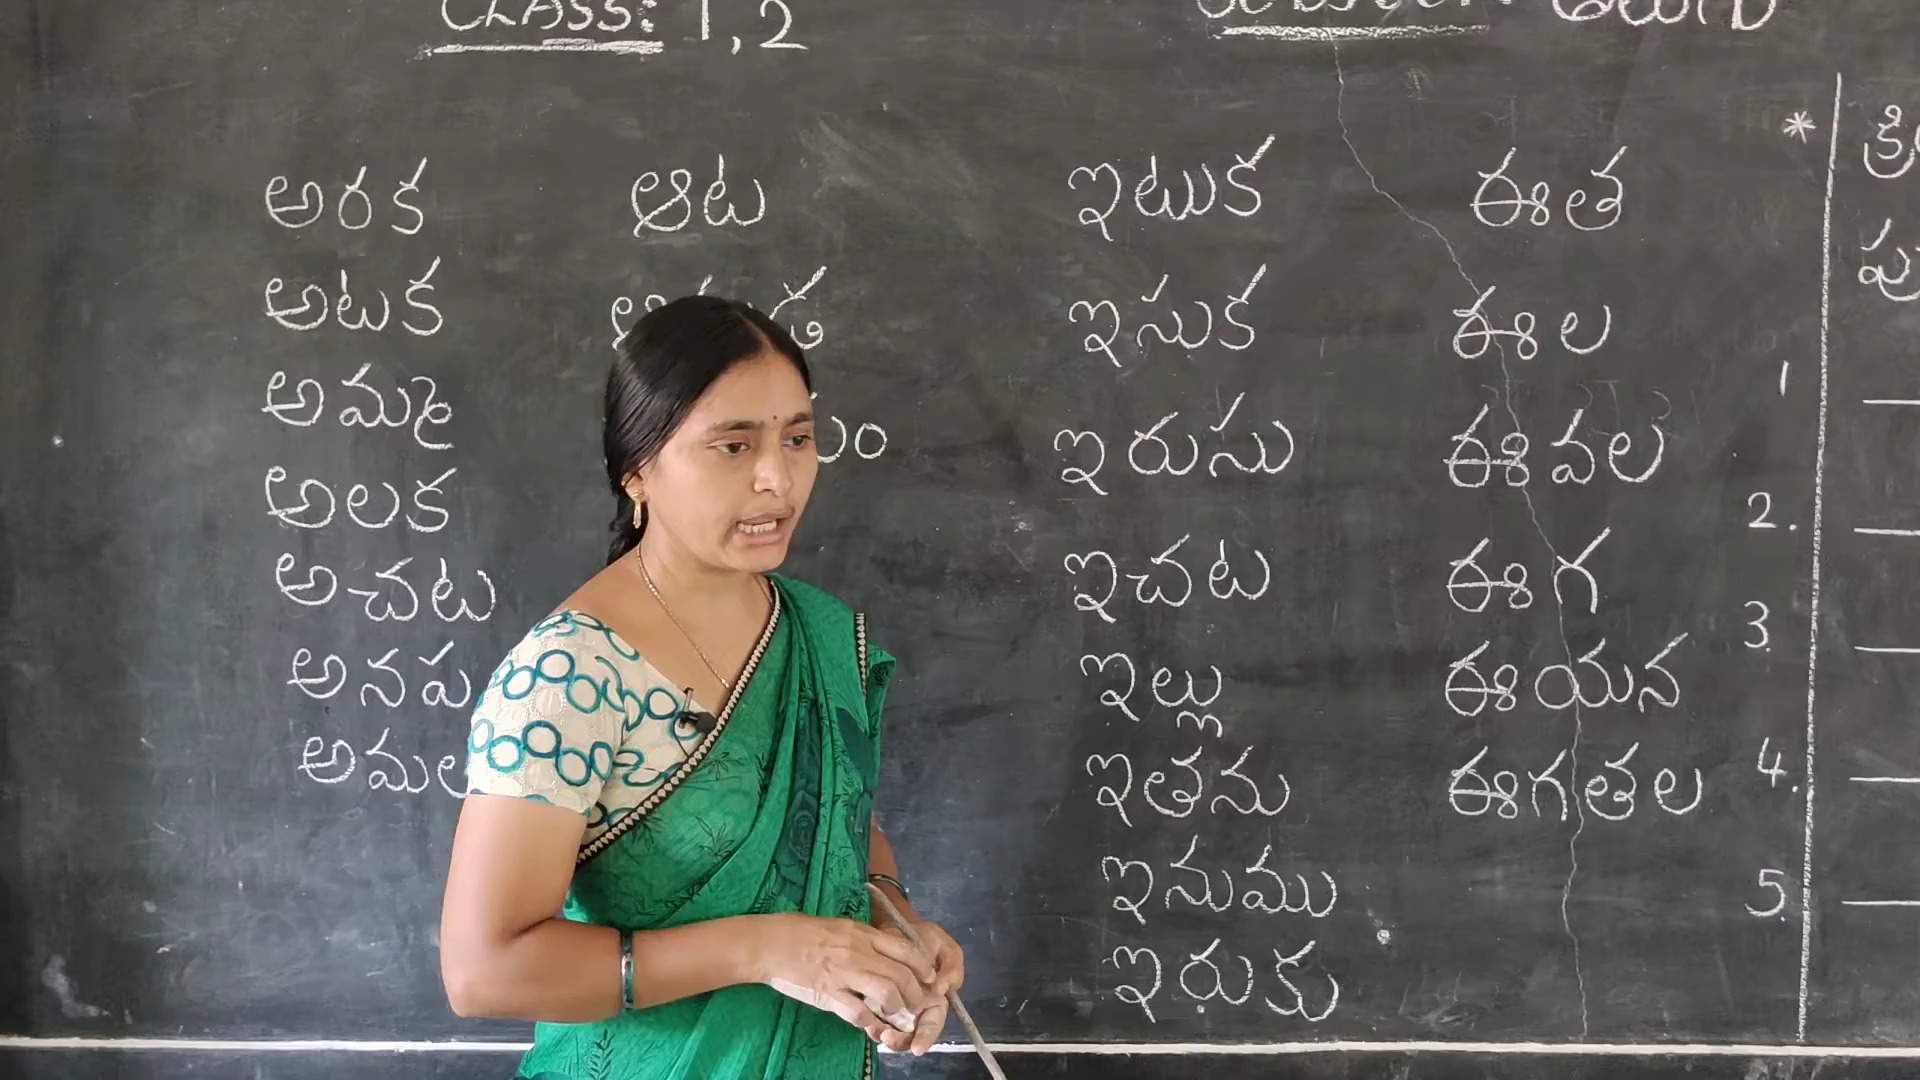 CLASS: 1, 2
తెలుగు
అరక ఆట ఇటుక ఈత
అటక ఇసుక ఈల
అమ్మ ఇరుసు ఈవల
1
అలక
2.
అచట ఇచట ఈగ
3.
అనప ఇల్లు ఈయన
అమల ఇతను ఈగతల
4.
ఇనుము
5.
ఇరుకు